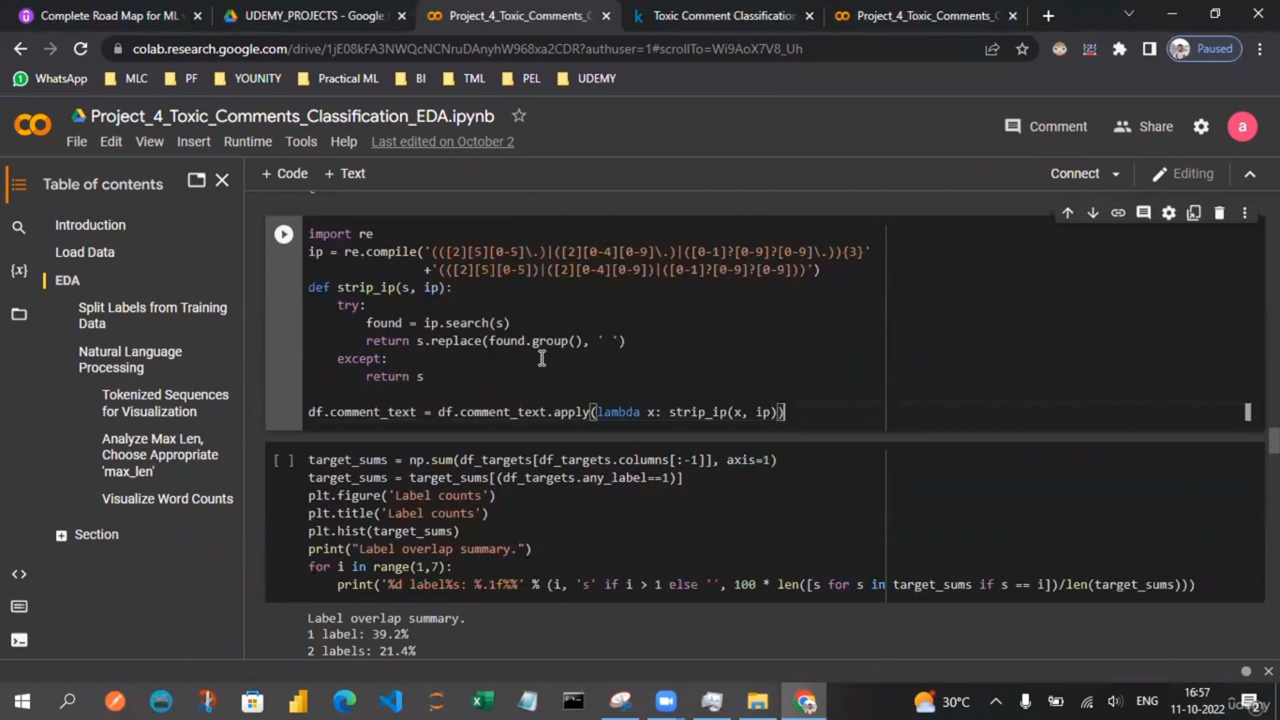 Complete Road Map for ML
UDEMY_PROJECTS - Google
Project_4_Toxic_Comments_C
Toxic Comment Classification
Project_4_Toxic_Comments_C
colab.research.google.com/drive/1jE08kFA3NWQcNCNruDAnyhW968xa2CDR?authuser=1#scrollTo=Wi9AoX7V8_Uh
Paused
WhatsApp MLC PF YOUNITY Practical ML BI TML PEL UDEMY
Project_4_Toxic_Comments_Classification_EDA.ipynb
File Edit View Insert Runtime Tools Help Last edited on October 2
Comment Share a
Table of contents
+ Code + Text
Connect Editing
Introduction
Load Data
EDA
Split Labels from Training
Data
Natural Language
Processing
Tokenized Sequences
for Visualization
Analyze Max Len,
Choose Appropriate
'max_len'
Visualize Word Counts
Section
import re
ip = re.compile('(([2][5][0-5]\.)|([2][0-4][0-9]\.)|([0-1]?[0-9]?[0-9]\.)){3}'
+'(([2][5][0-5])|([2][0-4][0-9])|([0-1]?[0-9]?[0-9]))')
def strip_ip(s, ip):
try:
found = ip.search(s)
return s.replace(found.group(), ' ')
except:
return s
df.comment_text = df.comment_text.apply(lambda x: strip_ip(x, ip))
[ ]
target_sums = np.sum(df_targets[df_targets.columns[:-1]], axis=1)
target_sums = target_sums[(df_targets.any_label==1)]
plt.figure('Label counts')
plt.title('Label counts')
plt.hist(target_sums)
print("Label overlap summary.")
for i in range(1,7):
print('%d label%s: %.1f%%' % (i, 's' if i > 1 else '', 100 * len([s for s in target_sums if s == i])/len(target_sums)))
Label overlap summary.
1 label: 39.2%
2 labels: 21.4%
30°C
ENG
16:57
11-10-2022
udemy